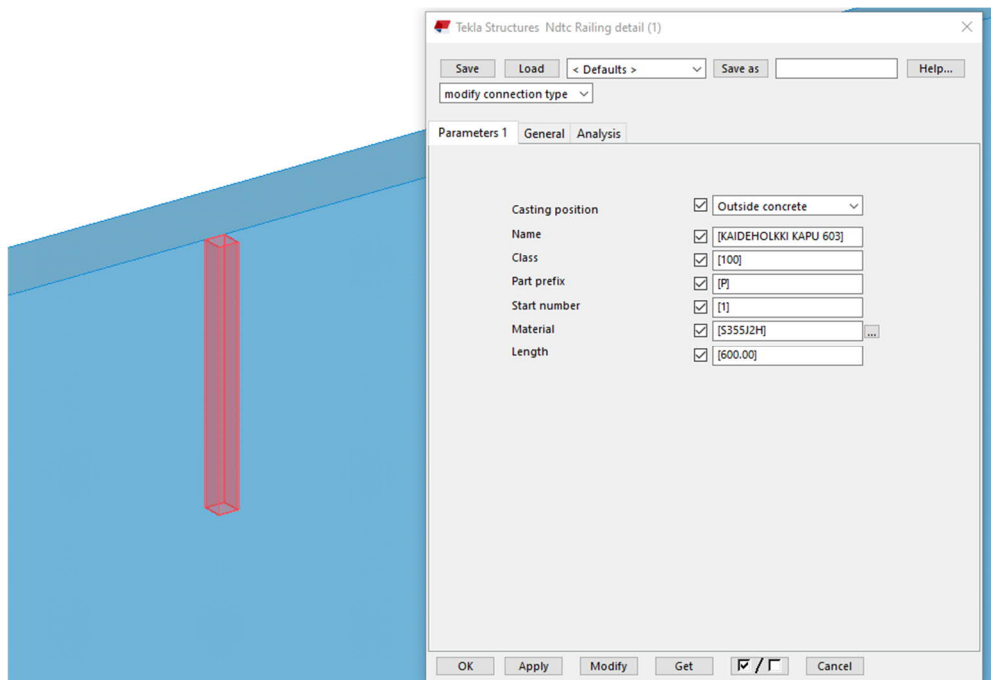 Tekla Structures Ndtc Railing detail (1)
Save Load < Defaults > Save as Help...
modify connection type
Parameters 1 General Analysis
Casting position Outside concrete
Name [KAIDEHOLKKI KAPU 603]
Class [100]
Part prefix [P]
Start number [1]
Material [S355J2H] ...
Length [600.00]
OK Apply Modify Get / Cancel